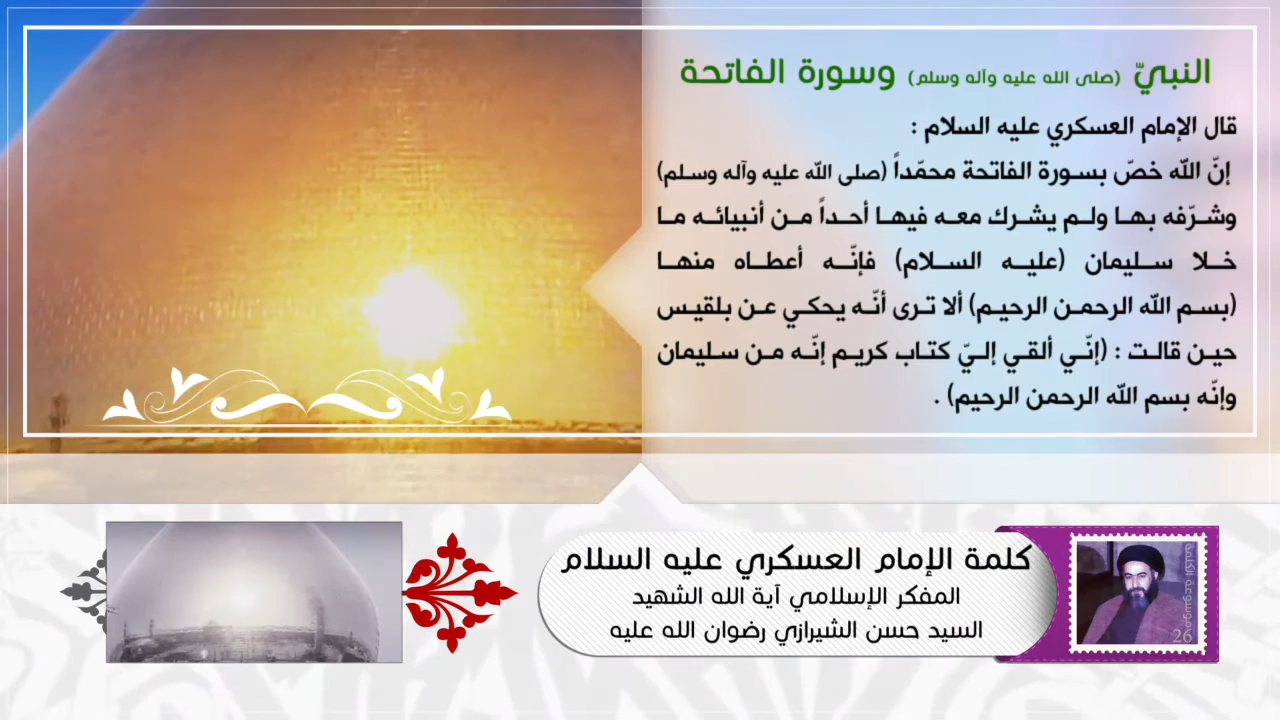 النبيّ (صلى الله عليه وآله وسلم) وسورة الفاتحة
قال الإمام العسكري عليه السلام :
إنّ الله خصّ بسورة الفاتحة محمّداً (صلى الله عليه وآله وسلم)
وشرّفه بها ولم يشرك معه فيها أحداً من أنبيائه ما
خلا سليمان (عليه السلام) فإنّه أعطاه منها
(بسم الله الرحمن الرحيم) ألا ترى أنّه يحكي عن بلقيس
حين قالت : (إنّي ألقي إليّ كتاب كريم إنّه من سليمان
وإنّه بسم الله الرحمن الرحيم) .
كلمة الإمام العسكري عليه السلام
المفكر الإسلامي آية الله الشهيد
السيد حسن الشيرازي رضوان الله عليه
موسوعة الكلمة
26